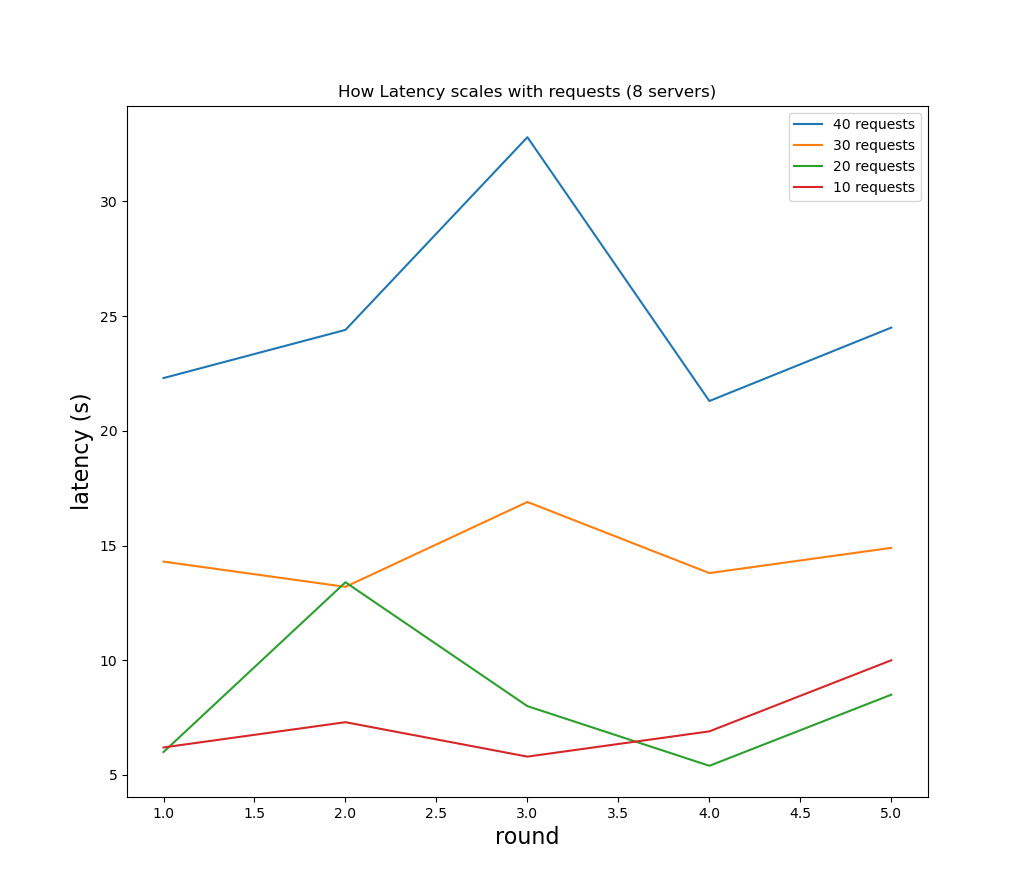 How Latency scales with requests (8 servers)
40 requests
30 requests
20 requests
10 requests
latency (s)
30
25
20
15
10
5
1.0 1.5 2.0 2.5 3.0 3.5 4.0 4.5 5.0
round